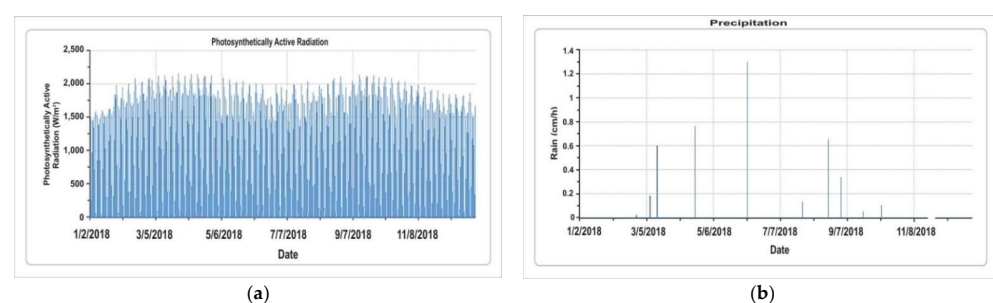 Photosynthetically Active Radiation
2,500
2,000
1,500
1,000
500
0
Photosynthetically Active
Radiation (W/m²)
1/2/2018 3/5/2018 5/6/2018 7/7/2018 9/7/2018 11/8/2018
Date
(a)
Precipitation
1.4
1.2
1
0.8
0.6
0.4
0.2
0
Rain (cm/h)
1/2/2018 3/5/2018 5/6/2018 7/7/2018 9/7/2018 11/8/2018
Date
(b)